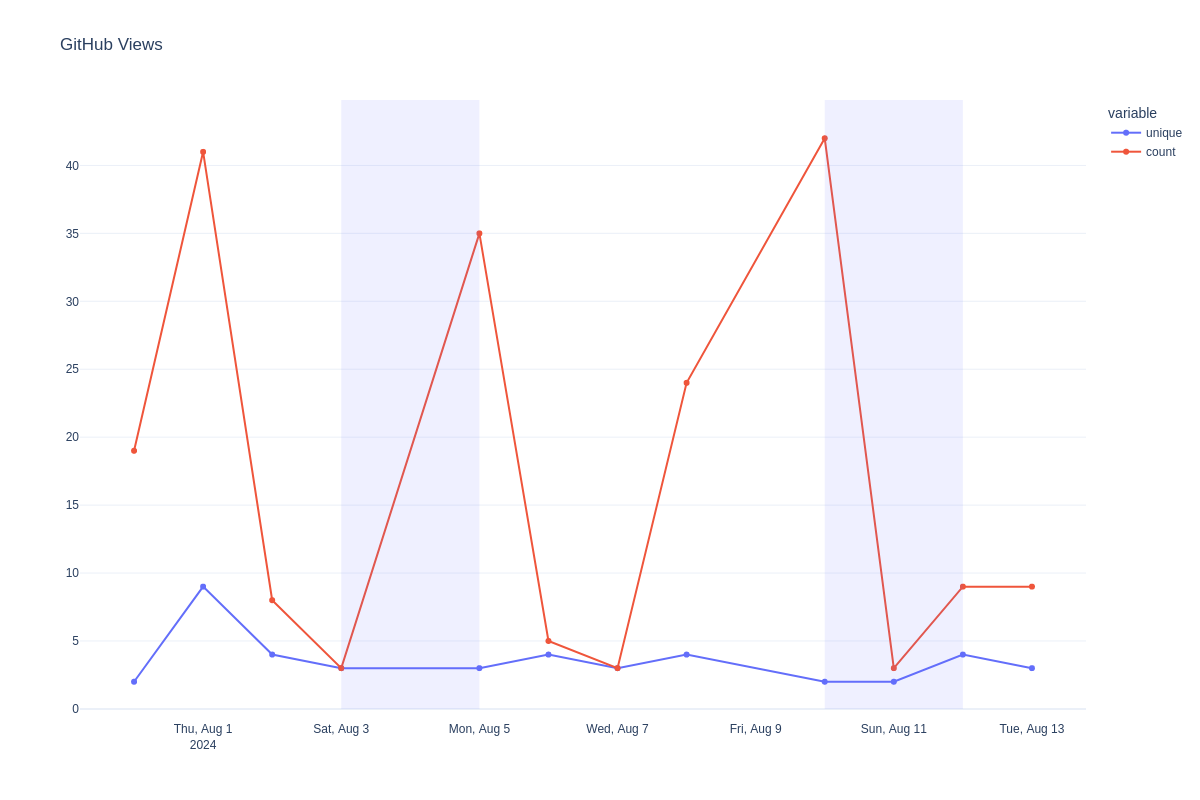 GitHub Views
variable
unique
count
40
35
30
25
20
15
10
5
0
Thu, Aug 1
2024
Sat, Aug 3
Mon, Aug 5
Wed, Aug 7
Fri, Aug 9
Sun, Aug 11
Tue, Aug 13